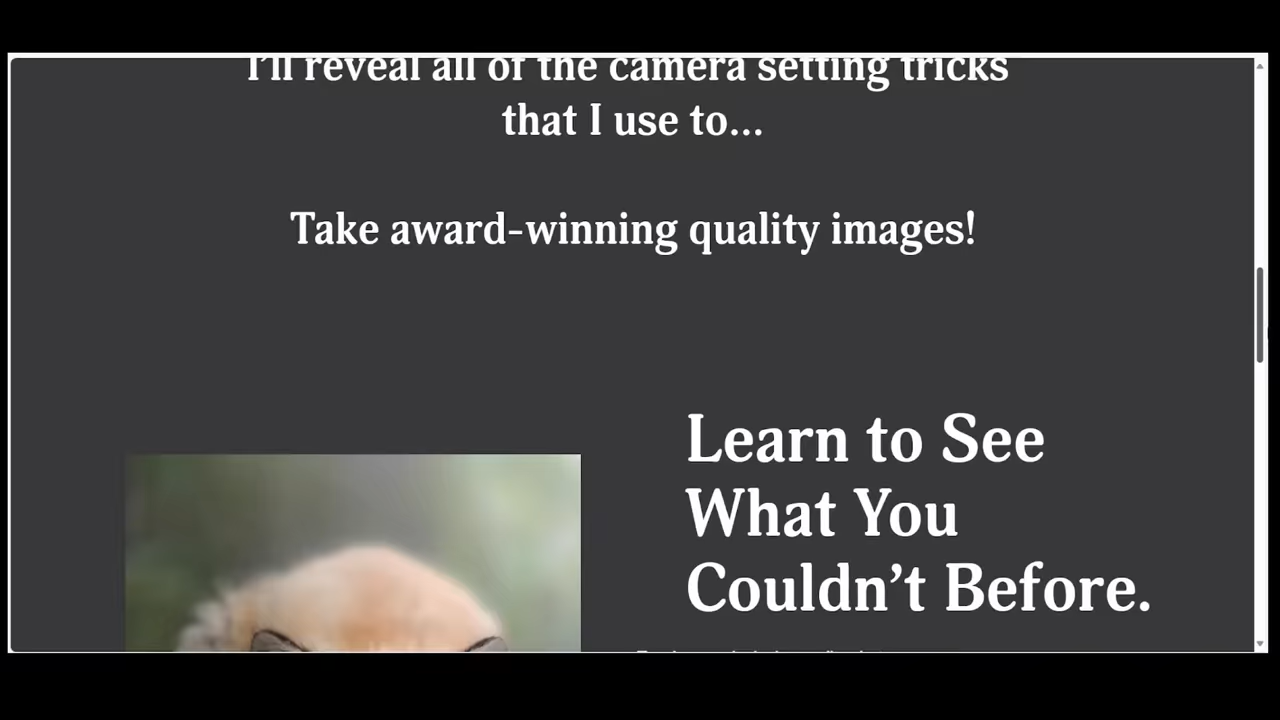 I'll reveal all of the camera setting tricks
that I use to...
Take award-winning quality images!
Learn to See
What You
Couldn’t Before.